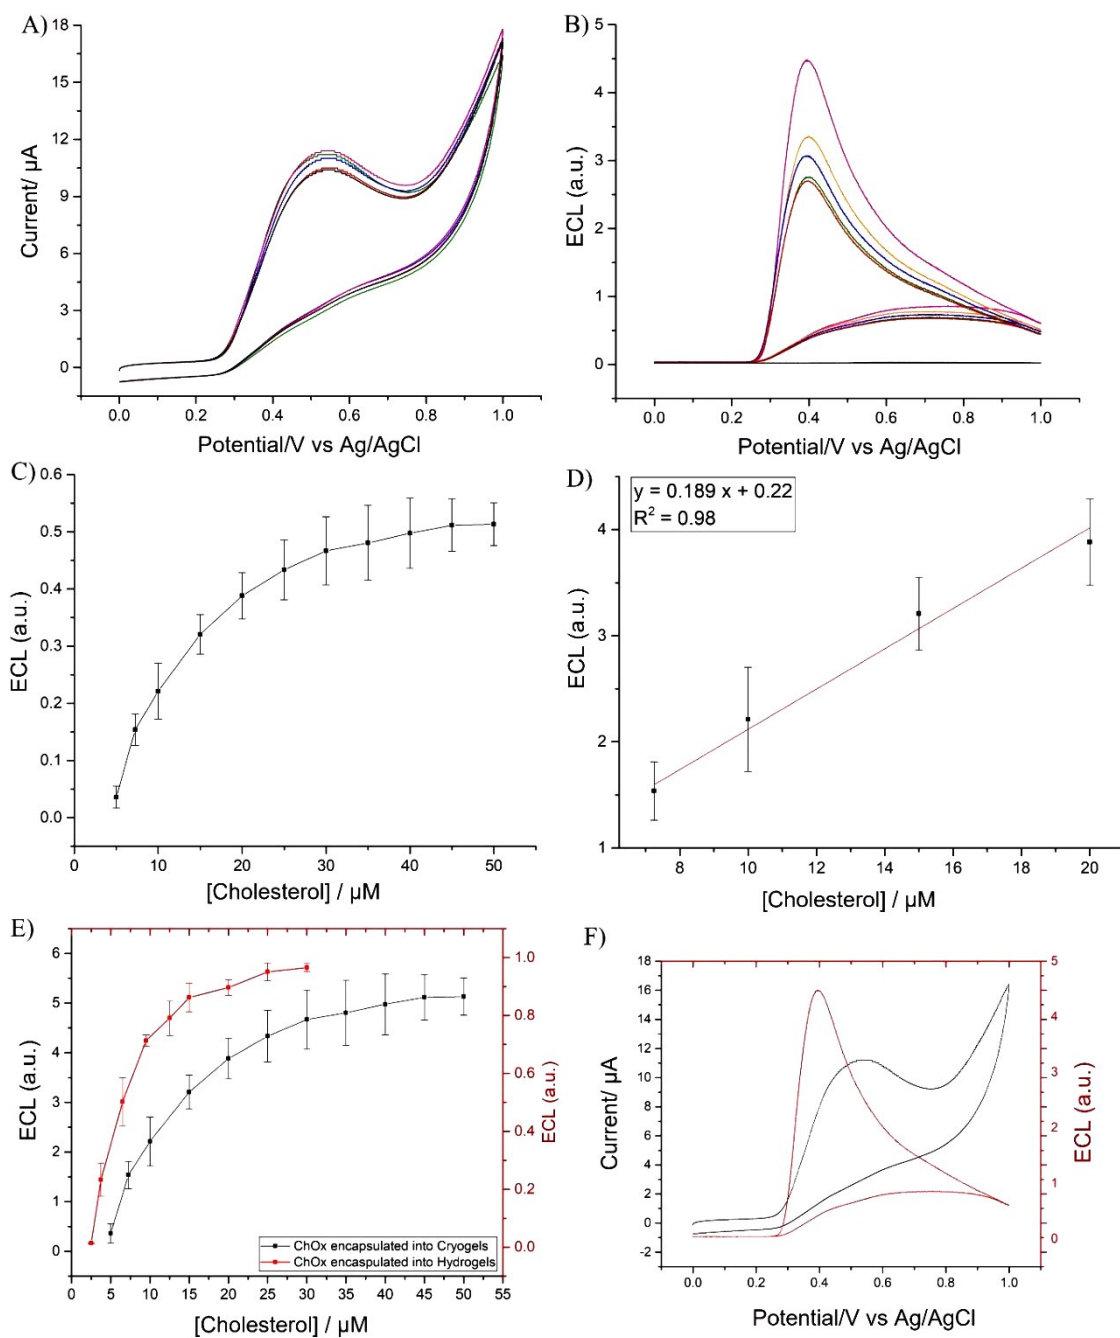 A)
18
15
12
9
6
3
0
Current/ µA
0.0 0.2 0.4 0.6 0.8 1.0
Potential/V vs Ag/AgCl
B)
5
4
3
2
1
0
ECL (a.u.)
0.0 0.2 0.4 0.6 0.8 1.0
Potential/V vs Ag/AgCl
C)
0.6
0.5
0.4
0.3
0.2
0.1
0.0
ECL (a.u.)
0 10 20 30 40 50
[Cholesterol] / µM
D)
y = 0.189 x + 0.22
R² = 0.98
4
3
2
1
ECL (a.u.)
8 10 12 14 16 18 20
[Cholesterol] / µM
E)
6
5
4
3
2
1
0
ECL (a.u.)
1.0
0.8
0.6
0.4
0.2
0.0
ECL (a.u.)
ChOx encapsulated into Cryogels
ChOx encaspulated into Hydrogels
0 5 10 15 20 25 30 35 40 45 50 55
[Cholesterol] / µM
F)
18
16
14
12
10
8
6
4
2
0
-2
Current/ µA
5
4
3
2
1
0
ECL (a.u.)
0.0 0.2 0.4 0.6 0.8 1.0
Potential/V vs Ag/AgCl